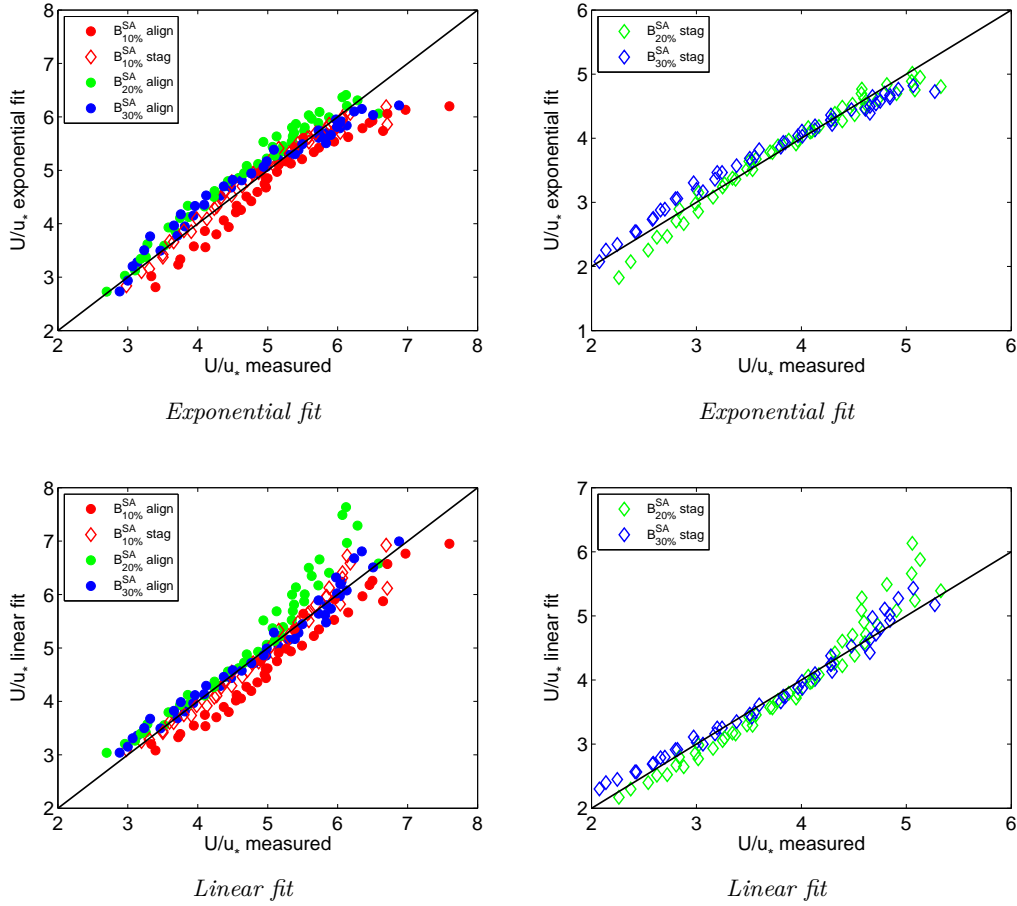 8
7
6
5
4
3
2
2 3 4 5 6 7 8
U/u* exponential fit
U/u* measured
B^SA_10% align
B^SA_10% stag
B^SA_20% align
B^SA_30% align
Exponential fit
6
5
4
3
2
1
2 3 4 5 6
U/u* exponential fit
U/u* measured
B^SA_20% stag
B^SA_30% stag
Exponential fit
8
7
6
5
4
3
2
2 3 4 5 6 7 8
U/u* linear fit
U/u* measured
B^SA_10% align
B^SA_10% stag
B^SA_20% align
B^SA_30% align
Linear fit
7
6
5
4
3
2
2 3 4 5 6
U/u* linear fit
U/u* measured
B^SA_20% stag
B^SA_30% stag
Linear fit